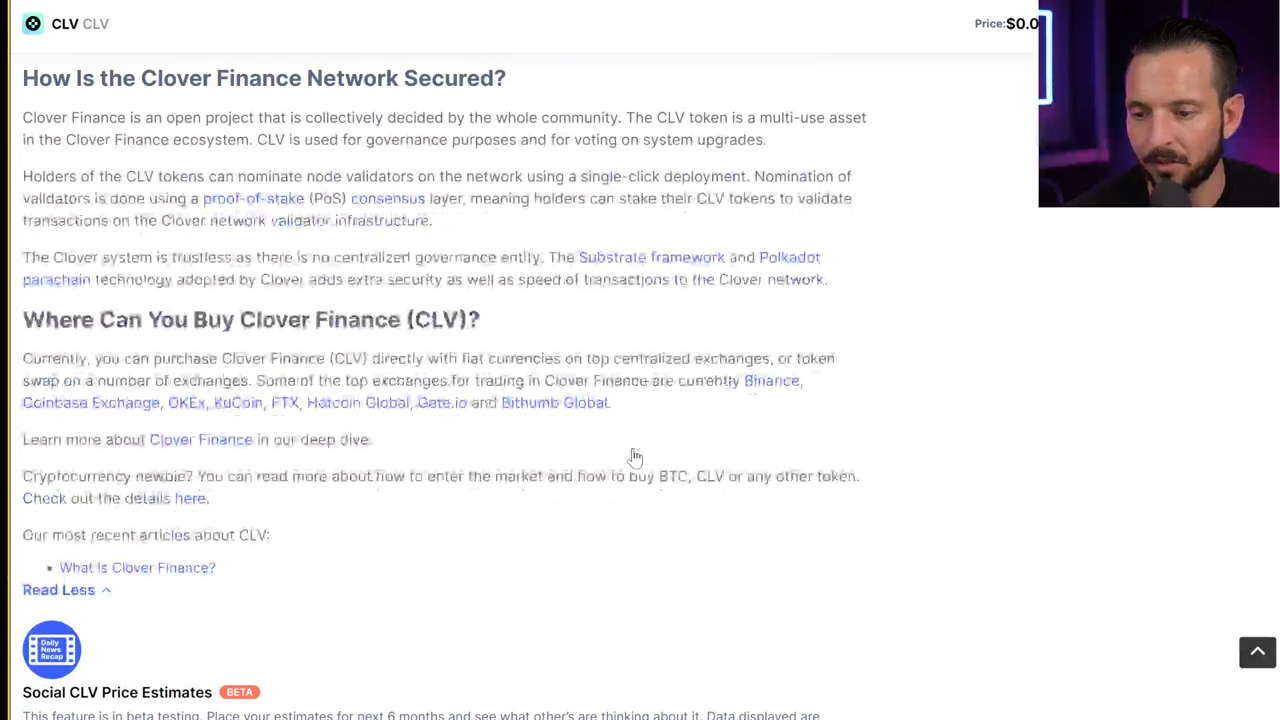 CLV CLV
Price:$0.0
How Is the Clover Finance Network Secured?
Clover Finance is an open project that is collectively decided by the whole community. The CLV token is a multi-use asset
in the Clover Finance ecosystem. CLV is used for governance purposes and for voting on system upgrades.
Holders of the CLV tokens can nominate node validators on the network using a single-click deployment. Nomination of
validators is done using a proof-of-stake (PoS) consensus layer, meaning holders can stake their CLV tokens to validate
transactions on the Clover network validator infrastructure.
The Clover system is trustless as there is no centralized governance entity. The Substrate framework and Polkadot
parachain technology adopted by Clover adds extra security as well as speed of transactions to the Clover network.
Where Can You Buy Clover Finance (CLV)?
Currently, you can purchase Clover Finance (CLV) directly with fiat currencies on top centralized exchanges, or token
swap on a number of exchanges. Some of the top exchanges for trading in Clover Finance are currently Binance,
Coinbase Exchange, OKEx, KuCoin, FTX, Hotcoin Global, Gate.io and Bithumb Global.
Learn more about Clover Finance in our deep dive.
Cryptocurrency newbie? You can read more about how to enter the market and how to buy BTC, CLV or any other token.
Check out the details here.
Our most recent articles about CLV:
What Is Clover Finance?
Read Less
Daily
News
Recap
Social CLV Price Estimates BETA
This feature is in beta testing. Place your estimates for next 6 months and see what other's are thinking about it. Data displayed are